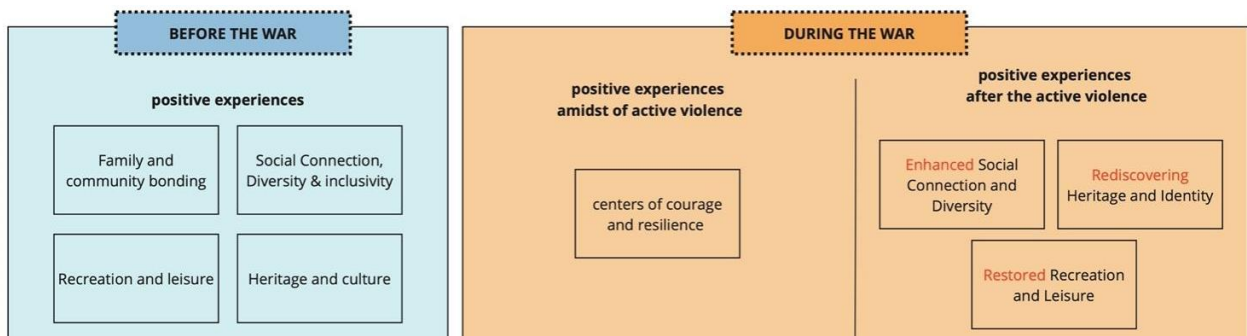 BEFORE THE WAR
positive experiences
Family and
community bonding
Social Connection,
Diversity & inclusivity
Recreation and leisure
Heritage and culture
DURING THE WAR
positive experiences
amidst of active violence
centers of courage
and resilience
positive experiences
after the active violence
Enhanced Social
Connection and
Diversity
Rediscovering
Heritage and Identity
Restored Recreation
and Leisure